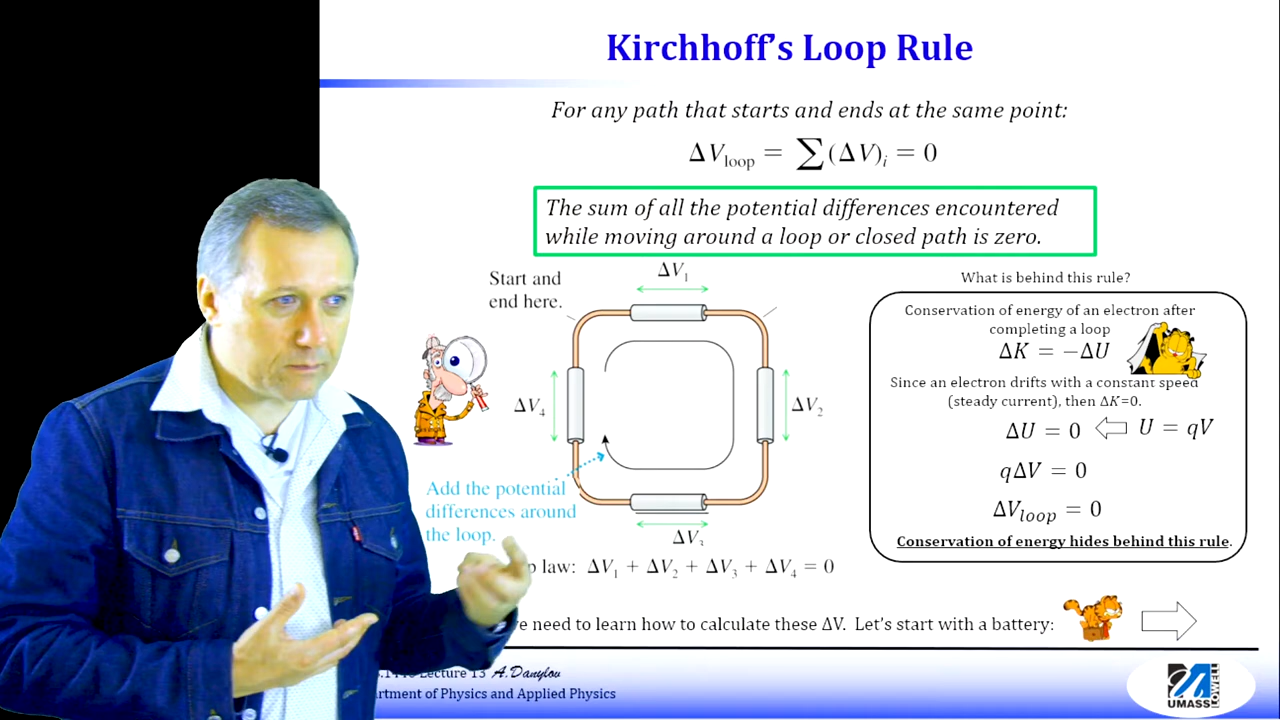 Kirchhoff's Loop Rule
For any path that starts and ends at the same point:
ΔV_loop = ∑(ΔV)_i = 0
The sum of all the potential differences encountered
while moving around a loop or closed path is zero.
Start and
end here.
ΔV₁
ΔV₄
ΔV₂
Add the potential
differences around
the loop.
ΔV₃
law: ΔV₁ + ΔV₂ + ΔV₃ + ΔV₄ = 0
What is behind this rule?
Conservation of energy of an electron after
completing a loop
ΔK = −ΔU
Since an electron drifts with a constant speed
(steady current), then ΔK=0.
ΔU = 0 ⇐ U = qV
qΔV = 0
ΔV_loop = 0
Conservation of energy hides behind this rule.
need to learn how to calculate these ΔV. Let's start with a battery:
Lecture 13 A.Danylov
of Physics and Applied Physics
UMASS
LOWELL